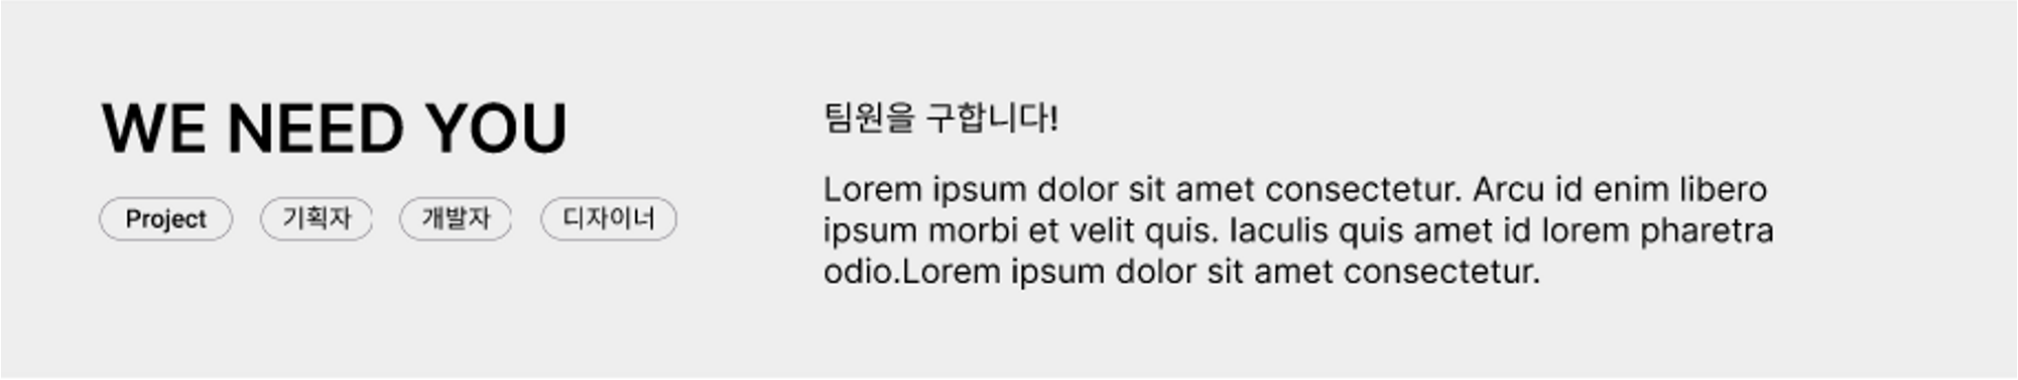 WE NEED YOU
Project 기획자 개발자 디자이너
팀원을 구합니다!
Lorem ipsum dolor sit amet consectetur. Arcu id enim libero
ipsum morbi et velit quis. Iaculis quis amet id lorem pharetra
odio.Lorem ipsum dolor sit amet consectetur.